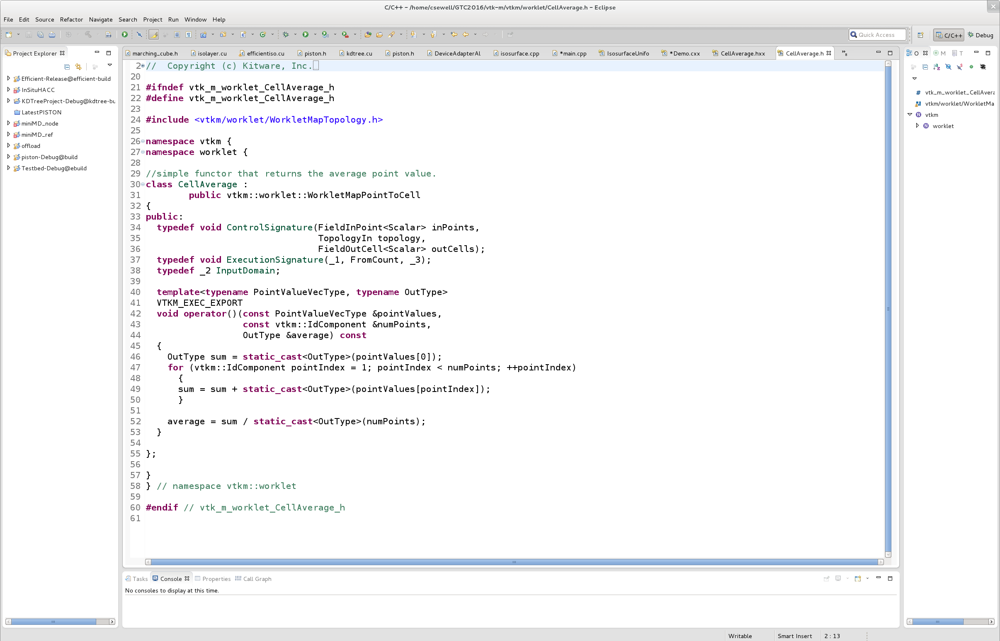 C/C++ - /home/csewell/GTC2016/vtk-m/vtkm/worklet/CellAverage.h - Eclipse
File Edit Source Refactor Navigate Search Project Run Window Help
Quick Access
C/C++
Debug
Project Explorer
Efficient-Release@efficient-build
InSituHACC
KDTreeProject-Debug@kdtree-bu
LatestPISTON
miniMD_node
miniMD_ref
offload
piston-Debug@build
Testbed-Debug@ebuild
marching_cube.h isolayer.cu efficientiso.cu piston.h kdtree.cu piston.h DeviceAdapterAl isosurface.cpp *main.cpp IsosurfaceUnifo *Demo.cxx CellAverage.hxx CellAverage.h »8
2 //  Copyright (c) Kitware, Inc.
20
21 #ifndef vtk_m_worklet_CellAverage_h
22 #define vtk_m_worklet_CellAverage_h
23
24 #include <vtkm/worklet/WorkletMapTopology.h>
25
26 namespace vtkm {
27 namespace worklet {
28
29 //simple functor that returns the average point value.
30 class CellAverage :
31         public vtkm::worklet::WorkletMapPointToCell
32 {
33 public:
34   typedef void ControlSignature(FieldInPoint<Scalar> inPoints,
35                                 TopologyIn topology,
36                                 FieldOutCell<Scalar> outCells);
37   typedef void ExecutionSignature(_1, FromCount, _3);
38   typedef _2 InputDomain;
39
40   template<typename PointValueVecType, typename OutType>
41   VTKM_EXEC_EXPORT
42   void operator()(const PointValueVecType &pointValues,
43                   const vtkm::IdComponent &numPoints,
44                   OutType &average) const
45   {
46     OutType sum = static_cast<OutType>(pointValues[0]);
47     for (vtkm::IdComponent pointIndex = 1; pointIndex < numPoints; ++pointIndex)
48       {
49       sum = sum + static_cast<OutType>(pointValues[pointIndex]);
50       }
51
52     average = sum / static_cast<OutType>(numPoints);
53   }
54
55 };
56
57 }
58 } // namespace vtkm::worklet
59
60 #endif // vtk_m_worklet_CellAverage_h
61
O M T
vtk_m_worklet_CellAvera
vtkm/worklet/WorkletMa
vtkm
worklet
Tasks Console Properties Call Graph
No consoles to display at this time.
Writable Smart Insert 2 : 13